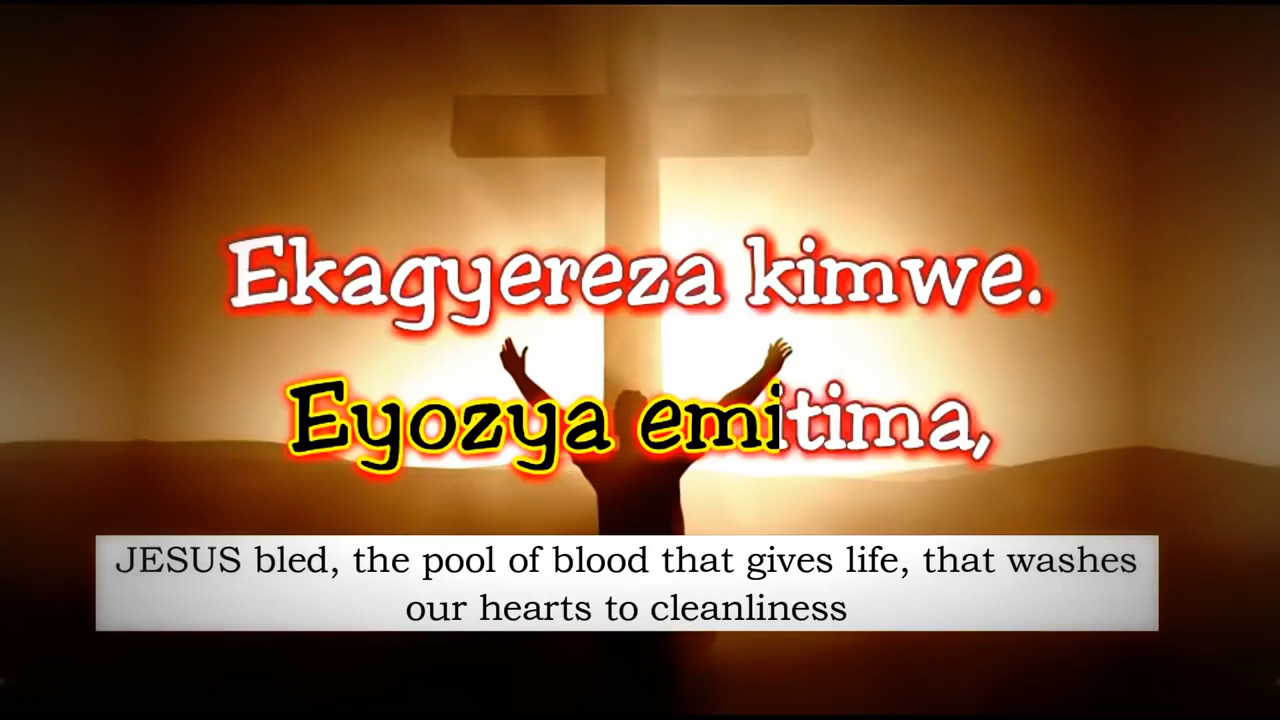 Ekagyereza kimwe.
Eyozya emitima,
JESUS bled, the pool of blood that gives life, that washes
our hearts to cleanliness